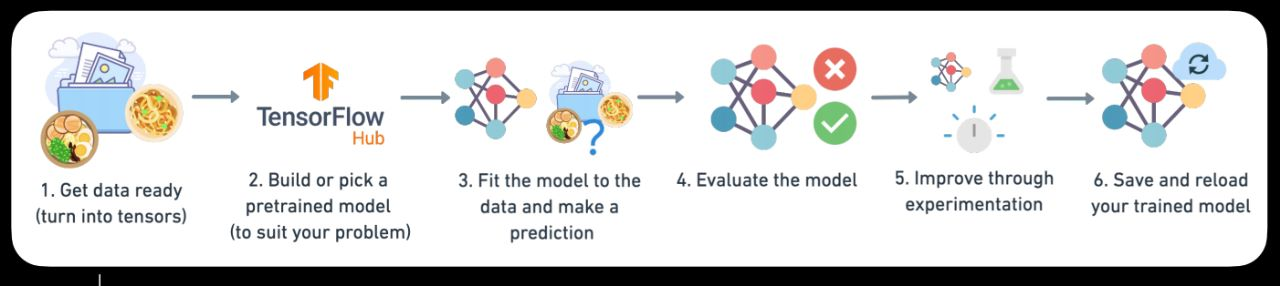 TensorFlow
Hub
1. Get data ready
(turn into tensors)
2. Build or pick a
pretrained model
(to suit your problem)
3. Fit the model to the
data and make a
prediction
4. Evaluate the model
5. Improve through
experimentation
6. Save and reload
your trained model